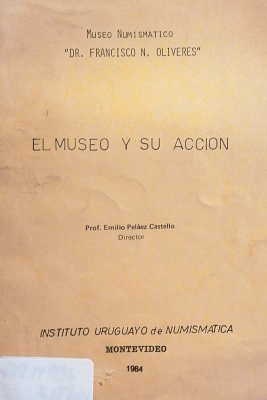 MUSEO NUMISMATICO
"DR. FRANCISCO N. OLIVERES"
EL MUSEO Y SU ACCION
Prof. Emilio Peláez Castello
Director
INSTITUTO URUGUAYO de NUMISMATICA
MONTEVIDEO
1984